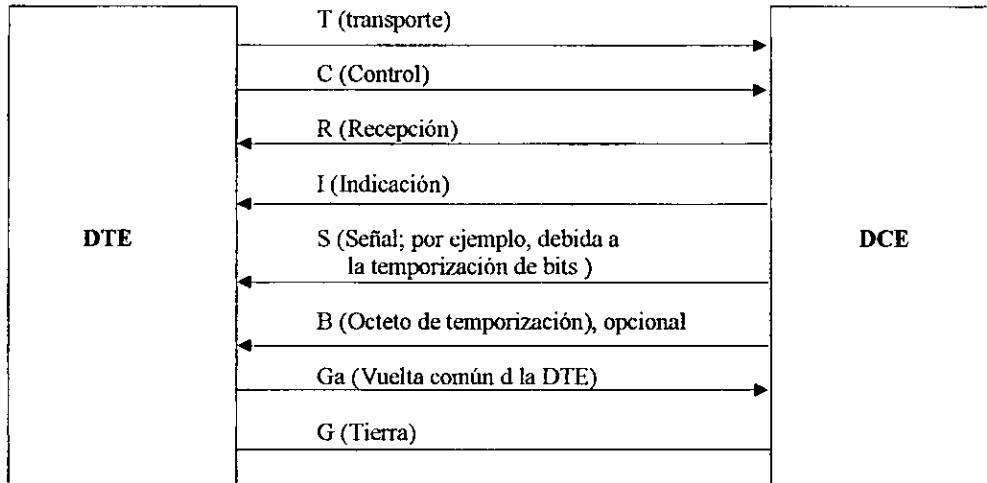 T (transporte)
C (Control)
R (Recepción)
I (Indicación)
DTE
S (Señal; por ejemplo, debida a
la temporización de bits )
DCE
B (Octeto de temporización), opcional
Ga (Vuelta común d la DTE)
G (Tierra)